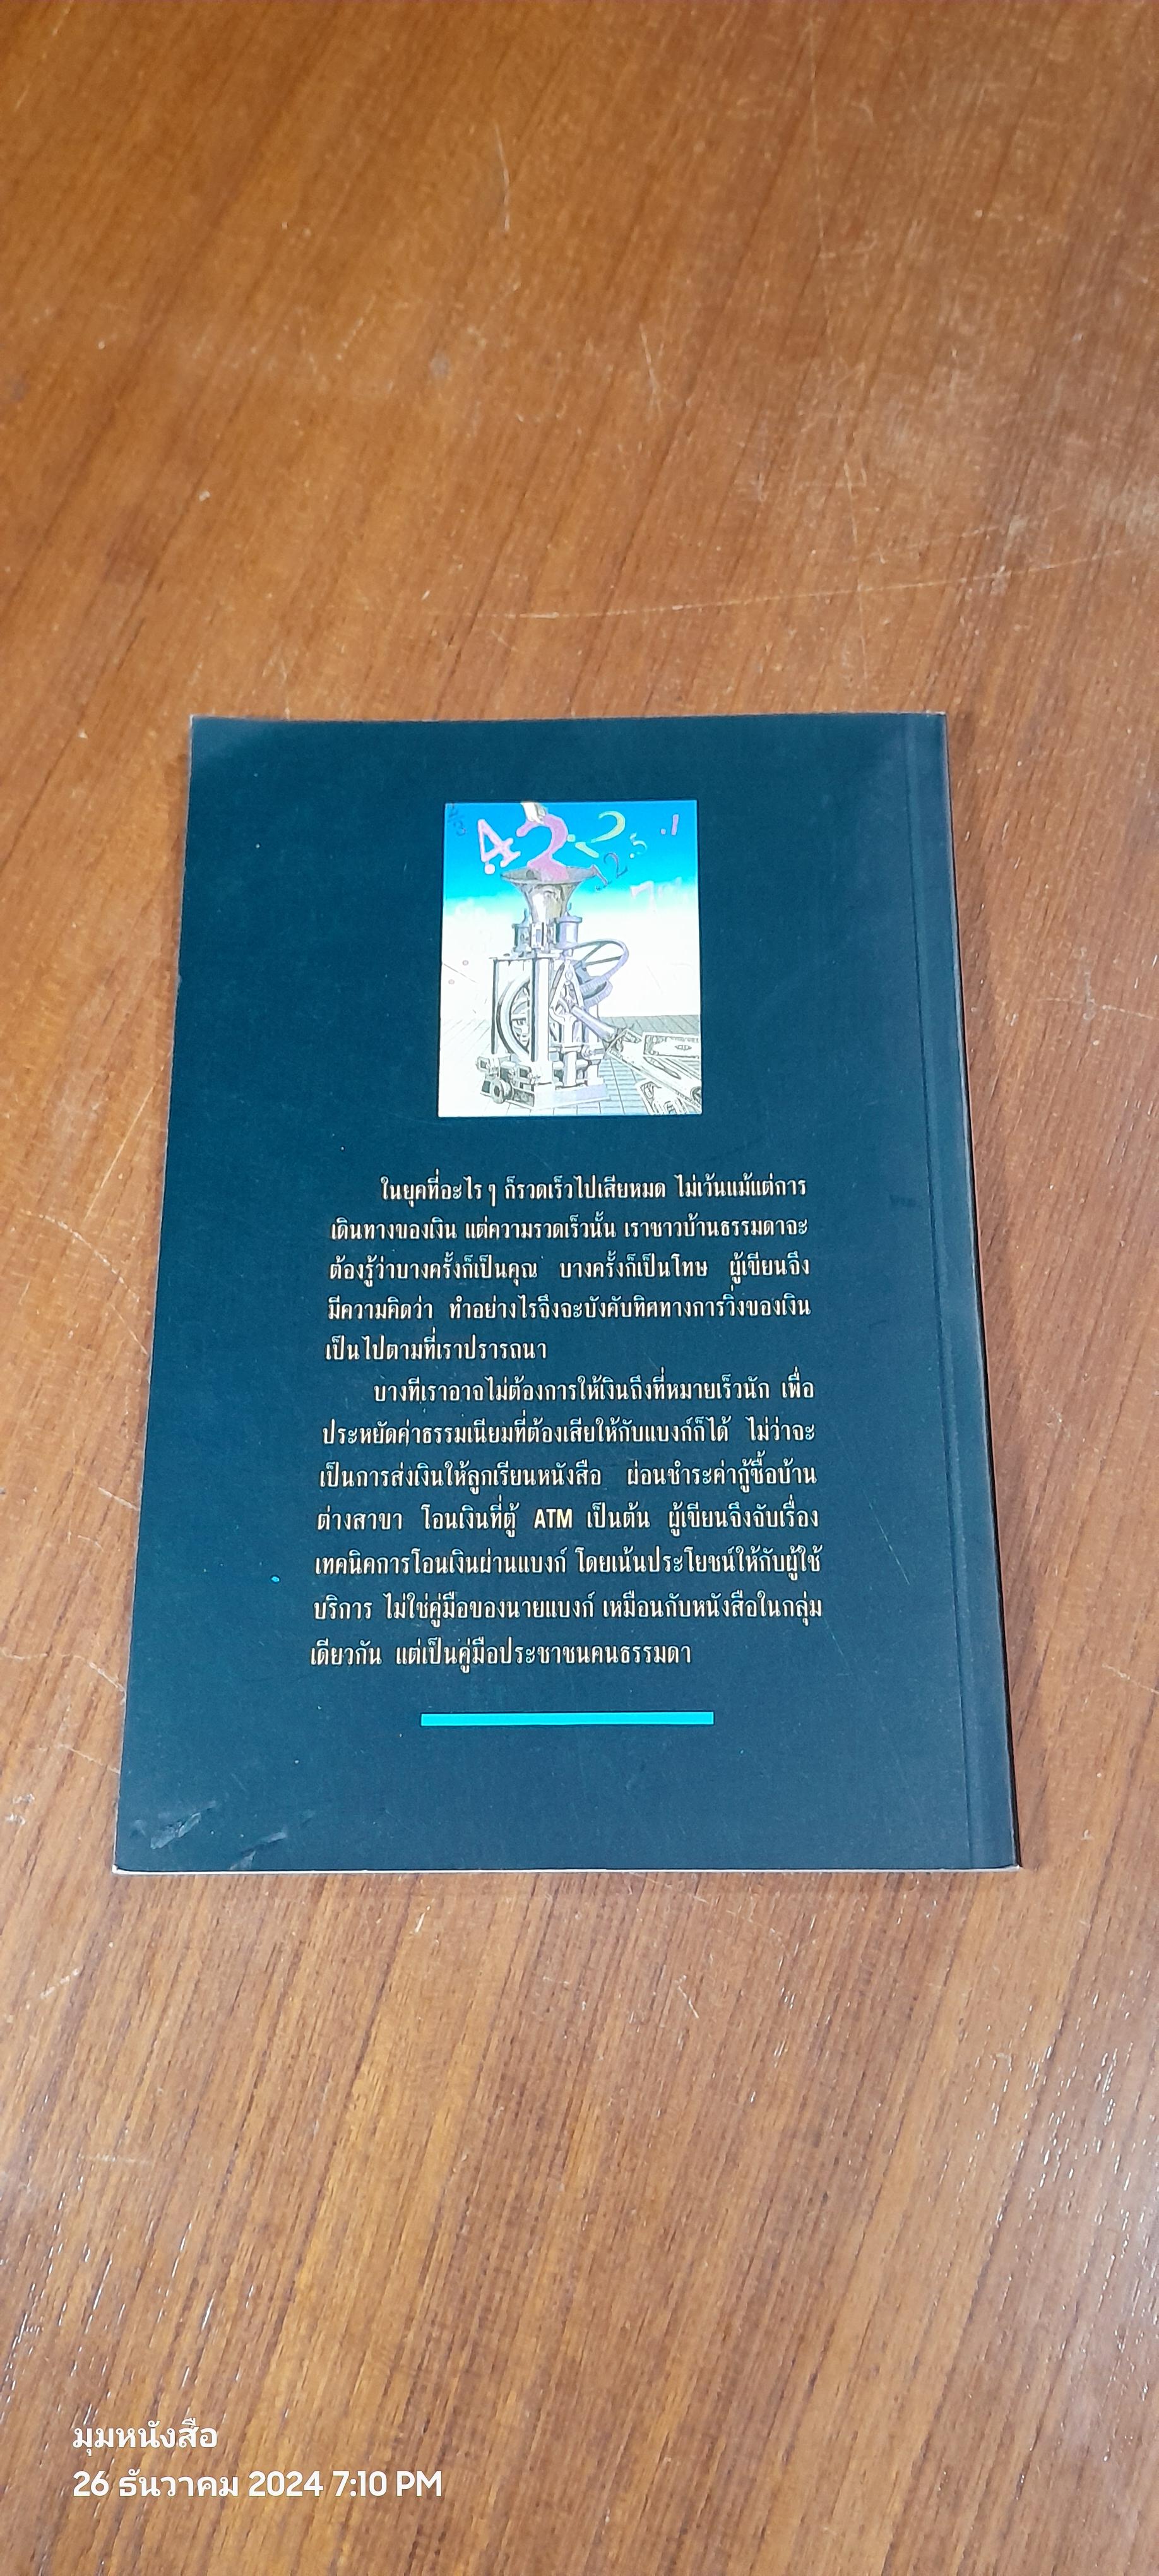 .4 2 2 .1
12 .5
7
ในยุคที่อะไร ๆ ก็รวดเร็วไปเสียหมด ไม่เว้นแม้แต่การ
เดินทางของเงิน แต่ความรวดเร็วนั้น เราชาวบ้านธรรมดาจะ
ต้องรู้ว่าบางครั้งก็เป็นคุณ บางครั้งก็เป็นโทษ ผู้เขียนจึง
มีความคิดว่า ทำอย่างไรจึงจะบังคับทิศทางการวิ่งของเงิน
เป็นไปตามที่เราปรารถนา
บางทีเราอาจไม่ต้องการให้เงินถึงที่หมายเร็วนัก เพื่อ
ประหยัดค่าธรรมเนียมที่ต้องเสียให้กับแบงก์ก็ได้ ไม่ว่าจะ
เป็นการส่งเงินให้ลูกเรียนหนังสือ ผ่อนชำระค่ากู้ซื้อบ้าน
ต่างสาขา โอนเงินที่ตู้ ATM เป็นต้น ผู้เขียนจึงจับเรื่อง
เทคนิคการโอนเงินผ่านแบงก์ โดยเน้นประโยชน์ให้กับผู้ใช้
บริการ ไม่ใช่คู่มือของนายแบงก์ เหมือนกับหนังสือในกลุ่ม
เดียวกัน แต่เป็นคู่มือประชาชนคนธรรมดา
มุมหนังสือ
26 ธันวาคม 2024 7:10 PM